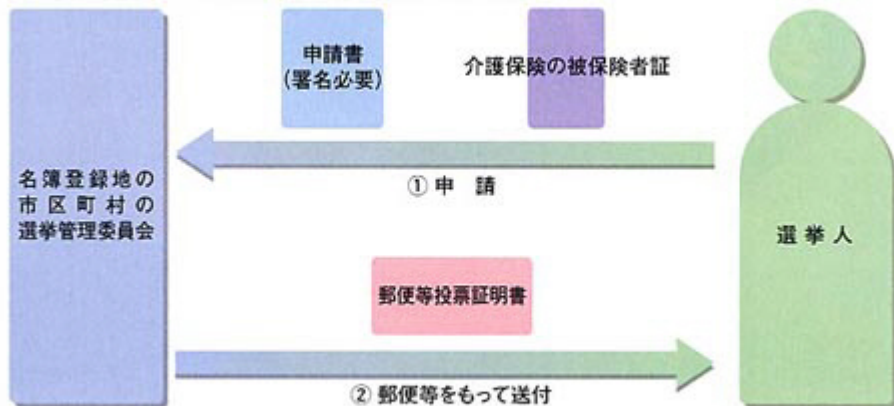 申請書
(署名必要)
介護保険の被保険者証
① 申　請
名簿登録地の
市区町村の
選挙管理委員会
選挙人
郵便等投票証明書
② 郵便等をもって送付